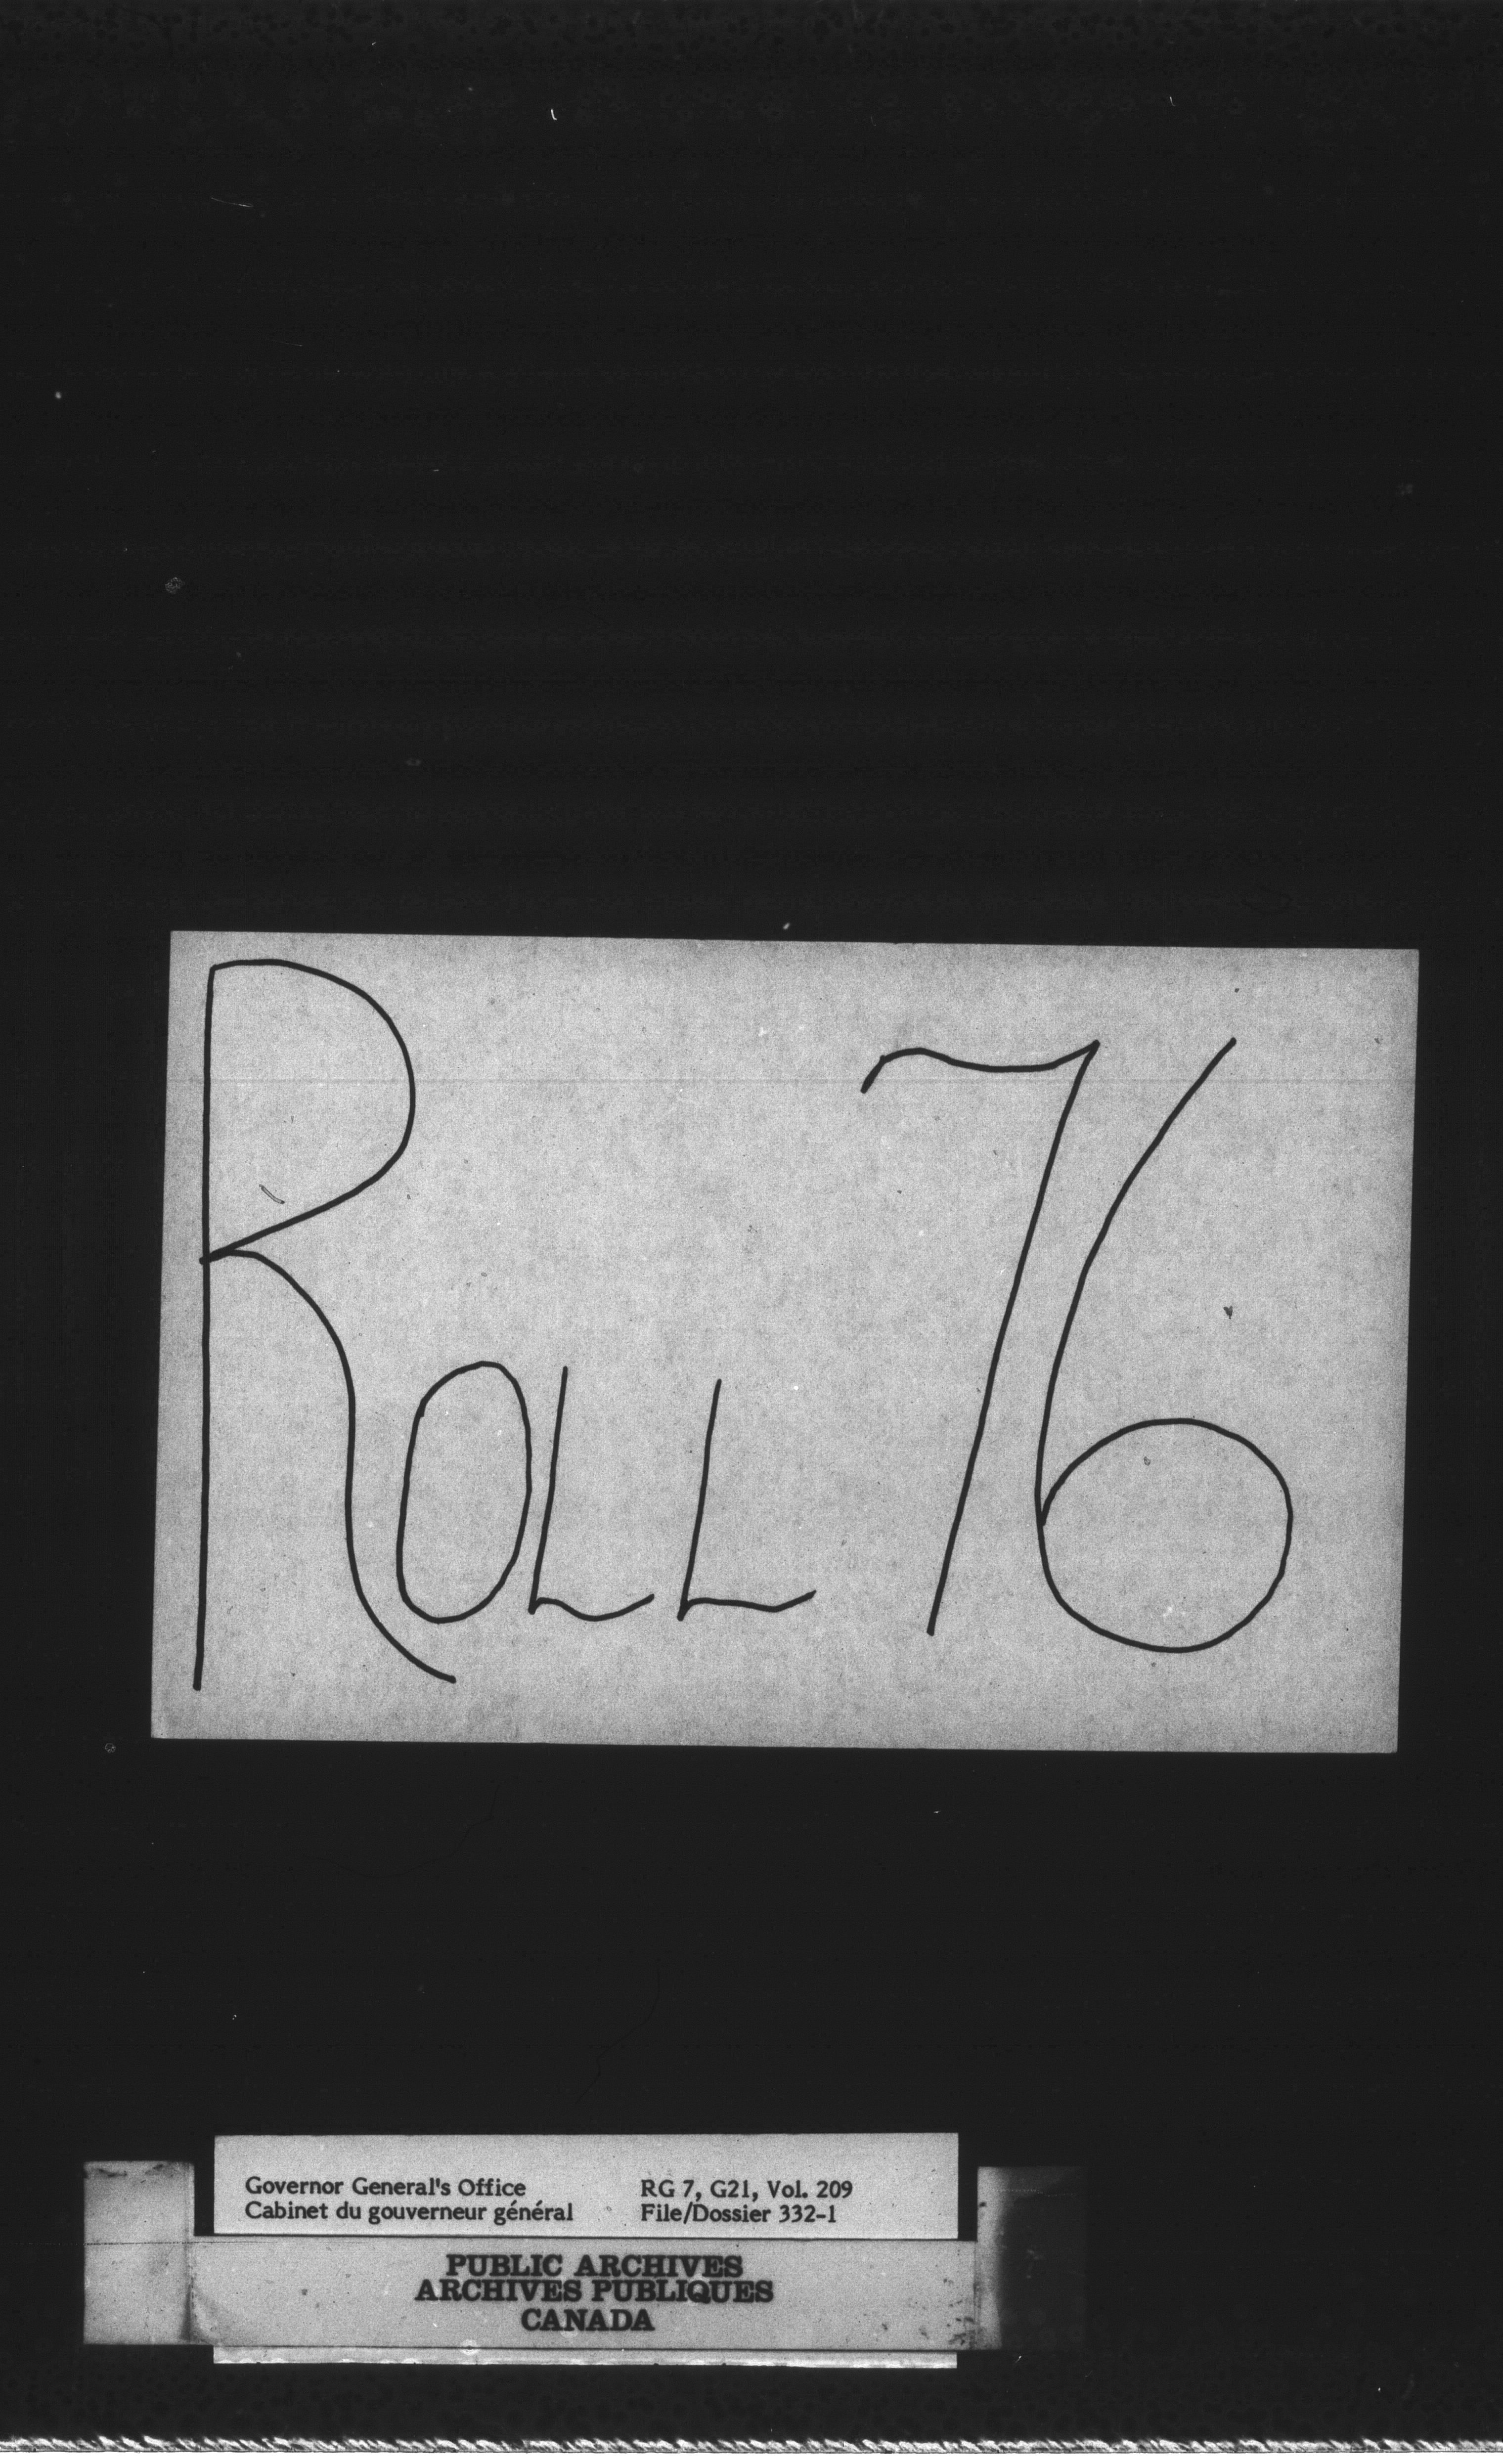 ROLL 76
Governor General's Office RG 7, G21, Vol. 209
Cabinet du gouverneur général File/Dossier 332-1
PUBLIC ARCHIVES
ARCHIVES PUBLIQUES
CANADA